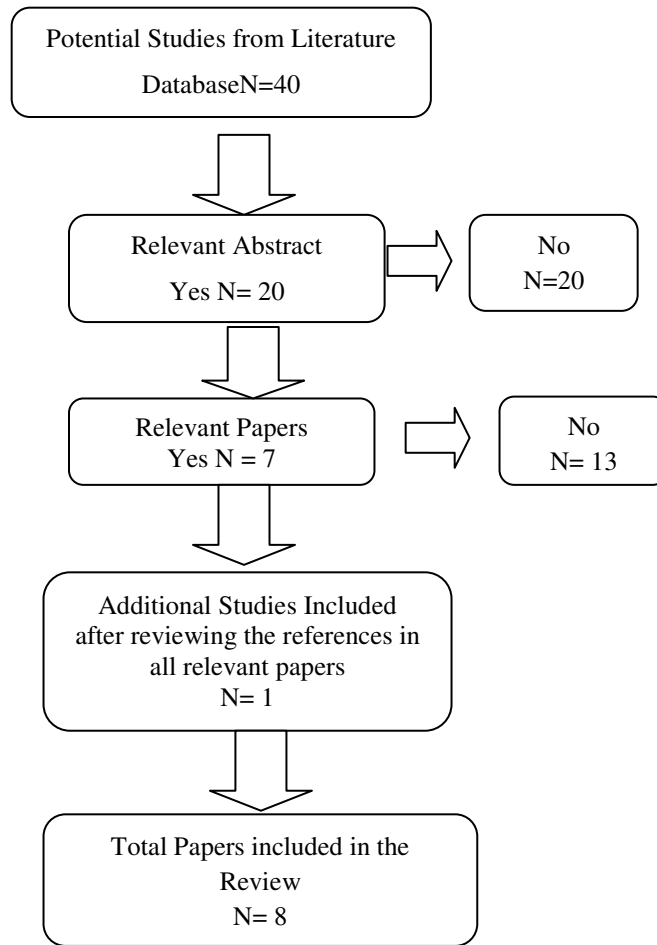 Potential Studies from Literature
DatabaseN=40
Relevant Abstract
Yes N= 20
No
N=20
Relevant Papers
Yes N = 7
No
N= 13
Additional Studies Included
after reviewing the references in
all relevant papers
N= 1
Total Papers included in the
Review
N= 8